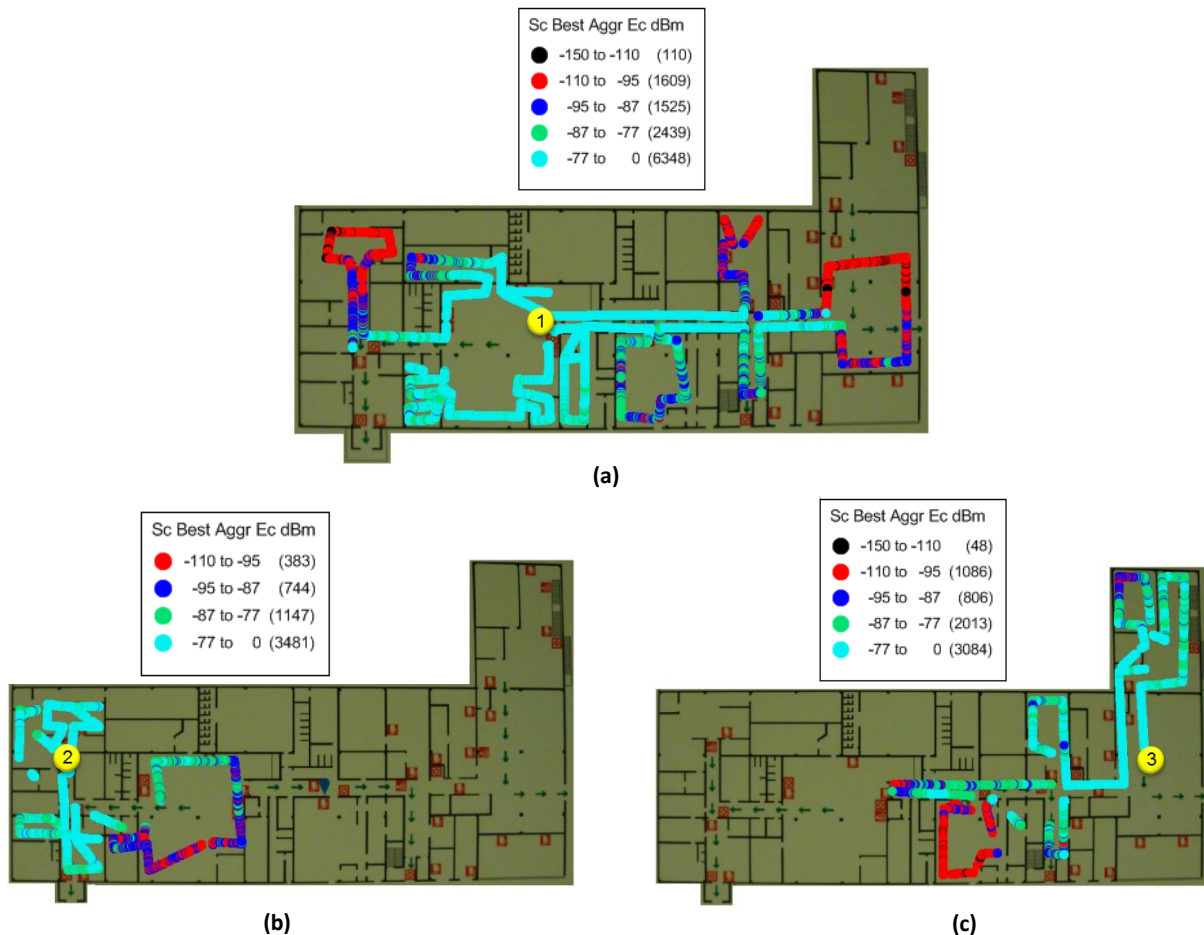 Sc Best Aggr Ec dBm
-150 to -110 (110)
-110 to -95 (1609)
-95 to -87 (1525)
-87 to -77 (2439)
-77 to 0 (6348)
1
(a)
Sc Best Aggr Ec dBm
-110 to -95 (383)
-95 to -87 (744)
-87 to -77 (1147)
-77 to 0 (3481)
2
(b)
Sc Best Aggr Ec dBm
-150 to -110 (48)
-110 to -95 (1086)
-95 to -87 (806)
-87 to -77 (2013)
-77 to 0 (3084)
3
(c)